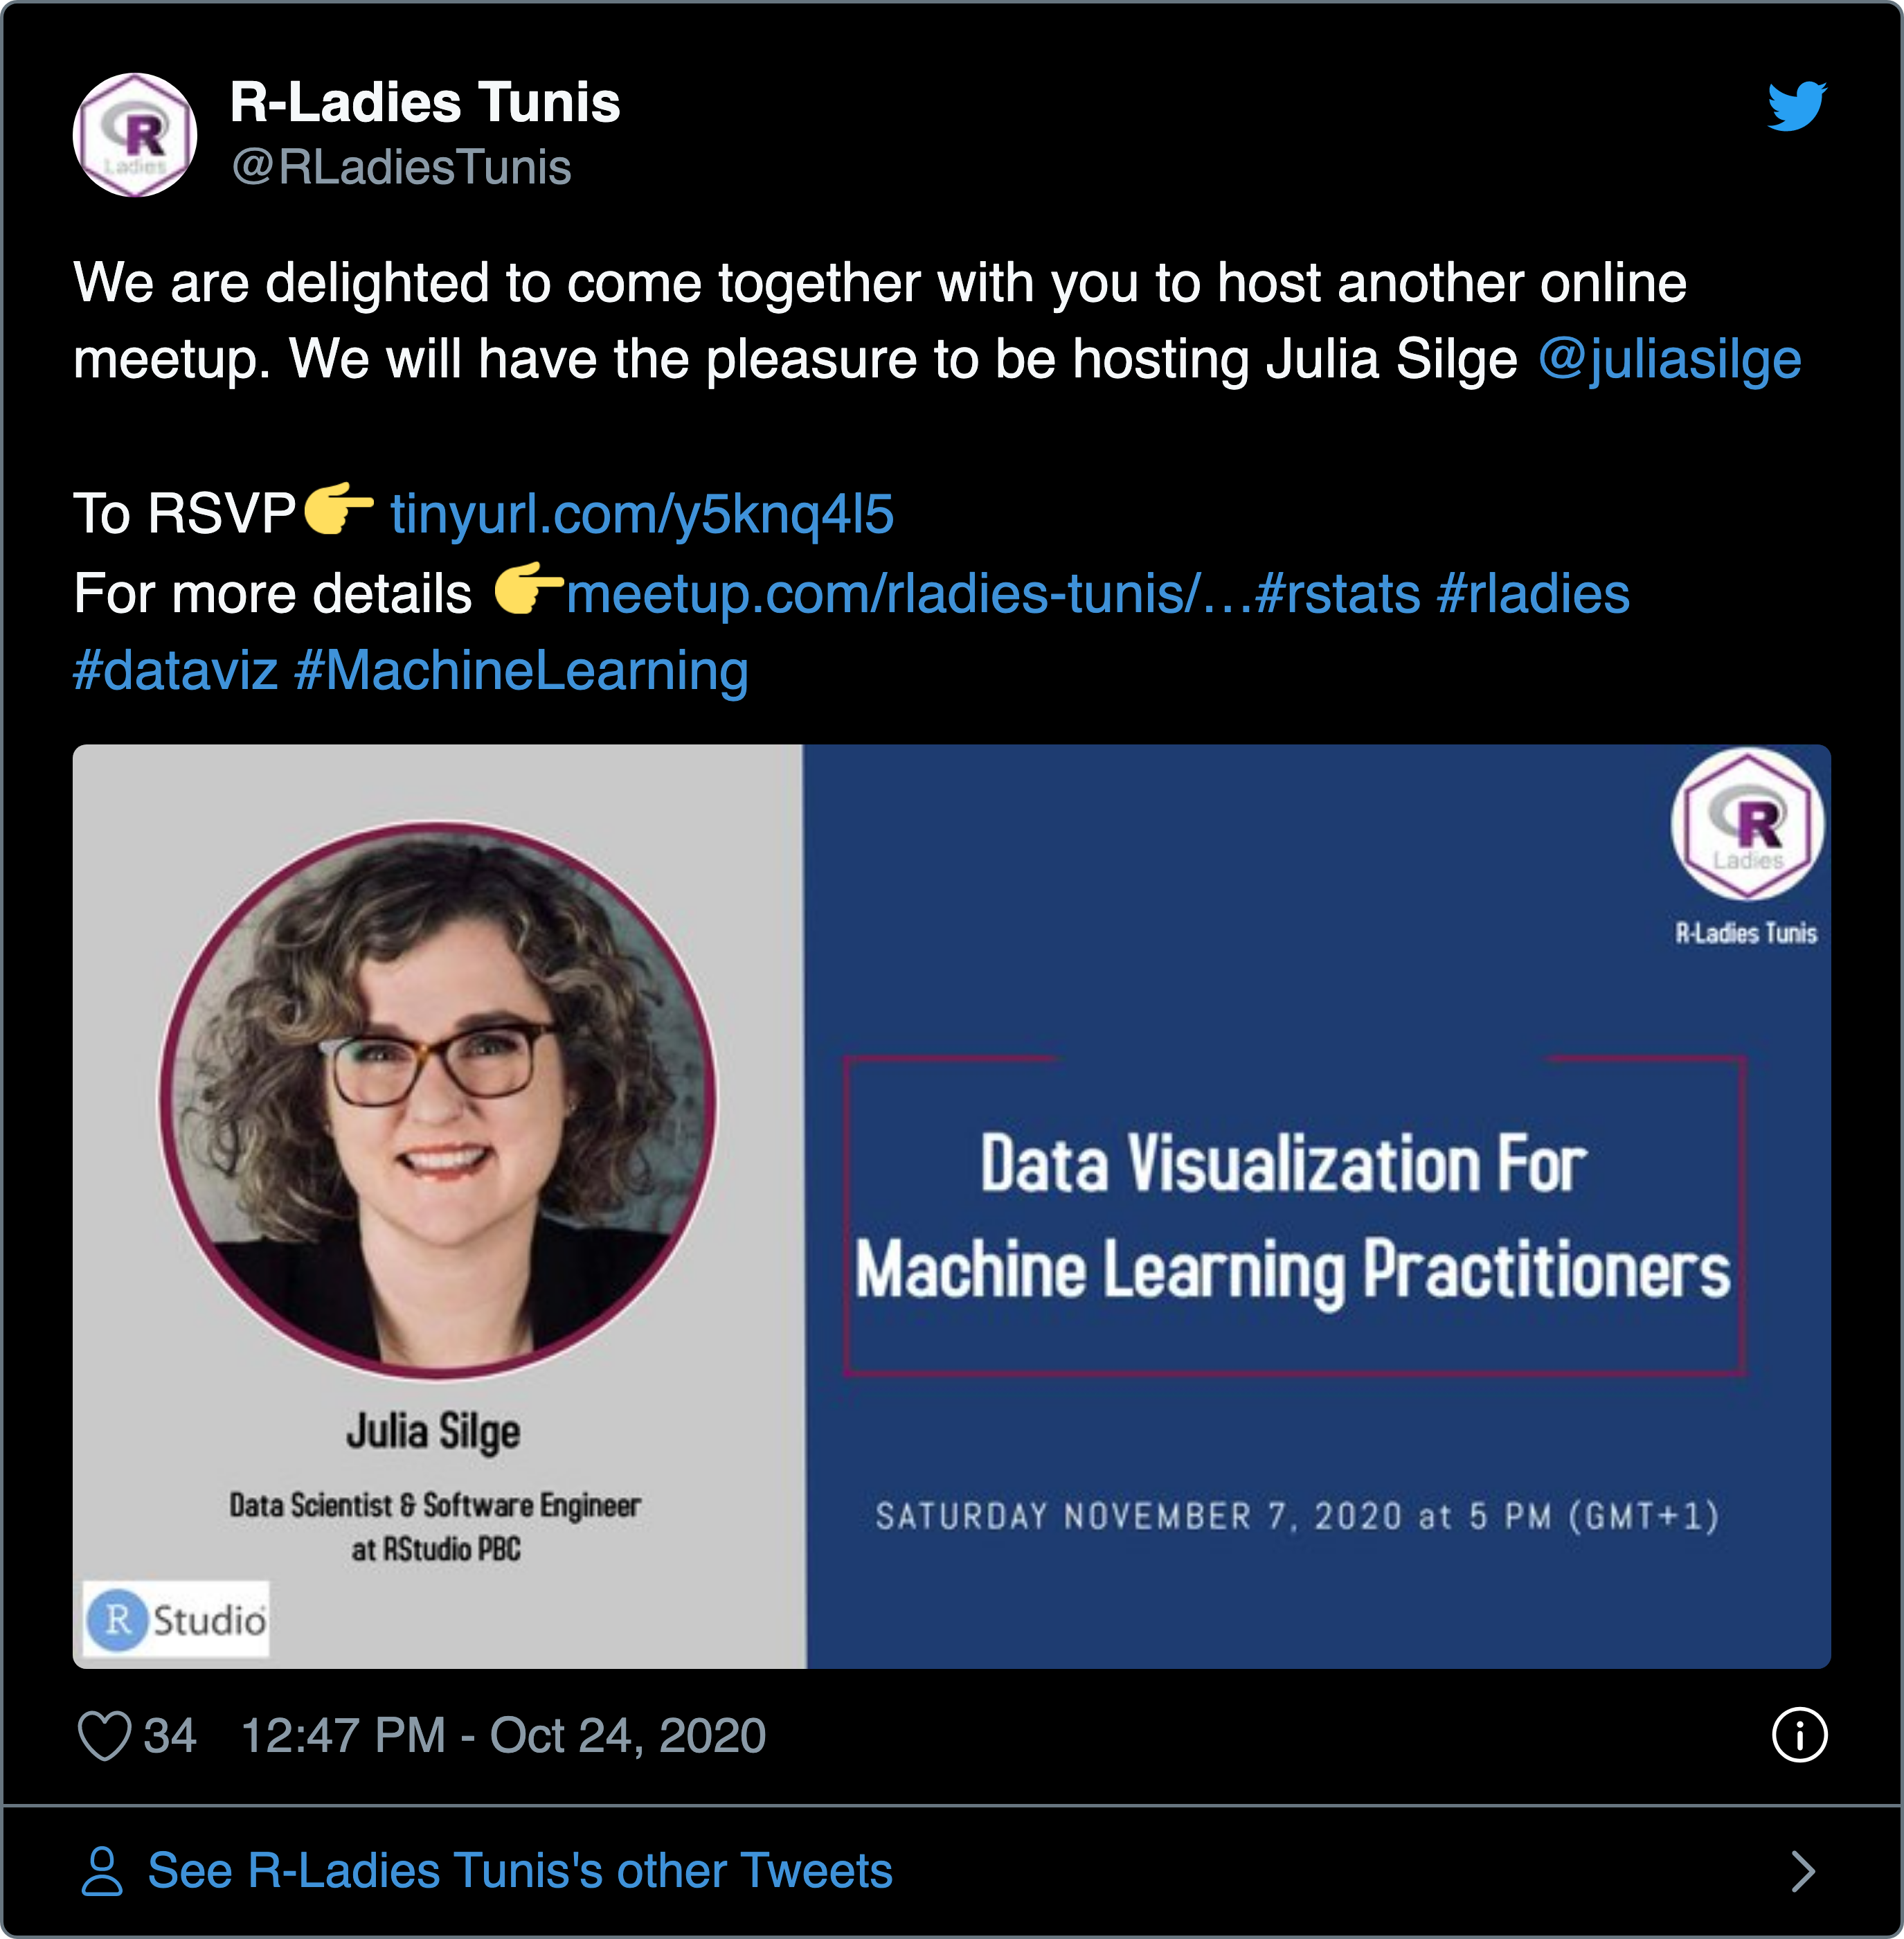 R-Ladies Tunis
@RLadiesTunis
We are delighted to come together with you to host another online
meetup. We will have the pleasure to be hosting Julia Silge @juliasilge
To RSVP👉 tinyurl.com/y5knq4l5
For more details 👉meetup.com/rladies-tunis/…#rstats #rladies
#dataviz #MachineLearning
R
Ladies
R-Ladies Tunis
Data Visualization For
Machine Learning Practitioners
SATURDAY NOVEMBER 7, 2020 at 5 PM (GMT+1)
Julia Silge
Data Scientist & Software Engineer
at RStudio PBC
R Studio
34 12:47 PM - Oct 24, 2020
See R-Ladies Tunis's other Tweets